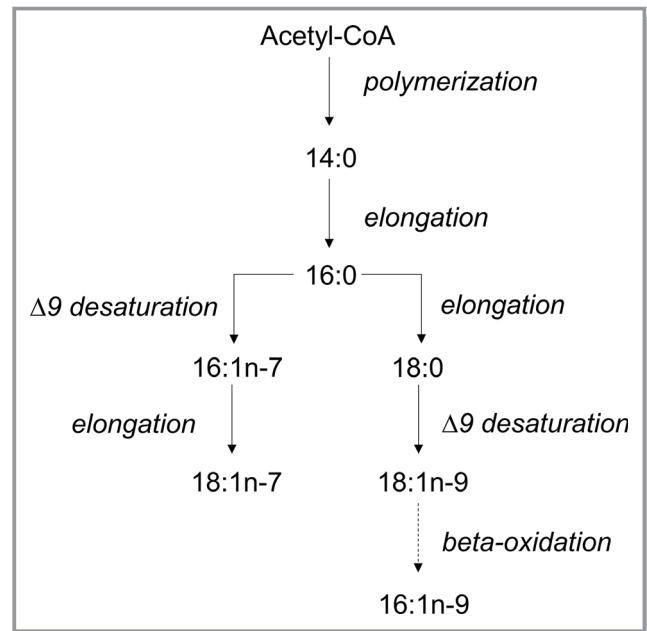 Acetyl-CoA
polymerization
14:0
elongation
16:0
Δ9 desaturation
elongation
16:1n-7
18:0
elongation
Δ9 desaturation
18:1n-7
18:1n-9
beta-oxidation
16:1n-9